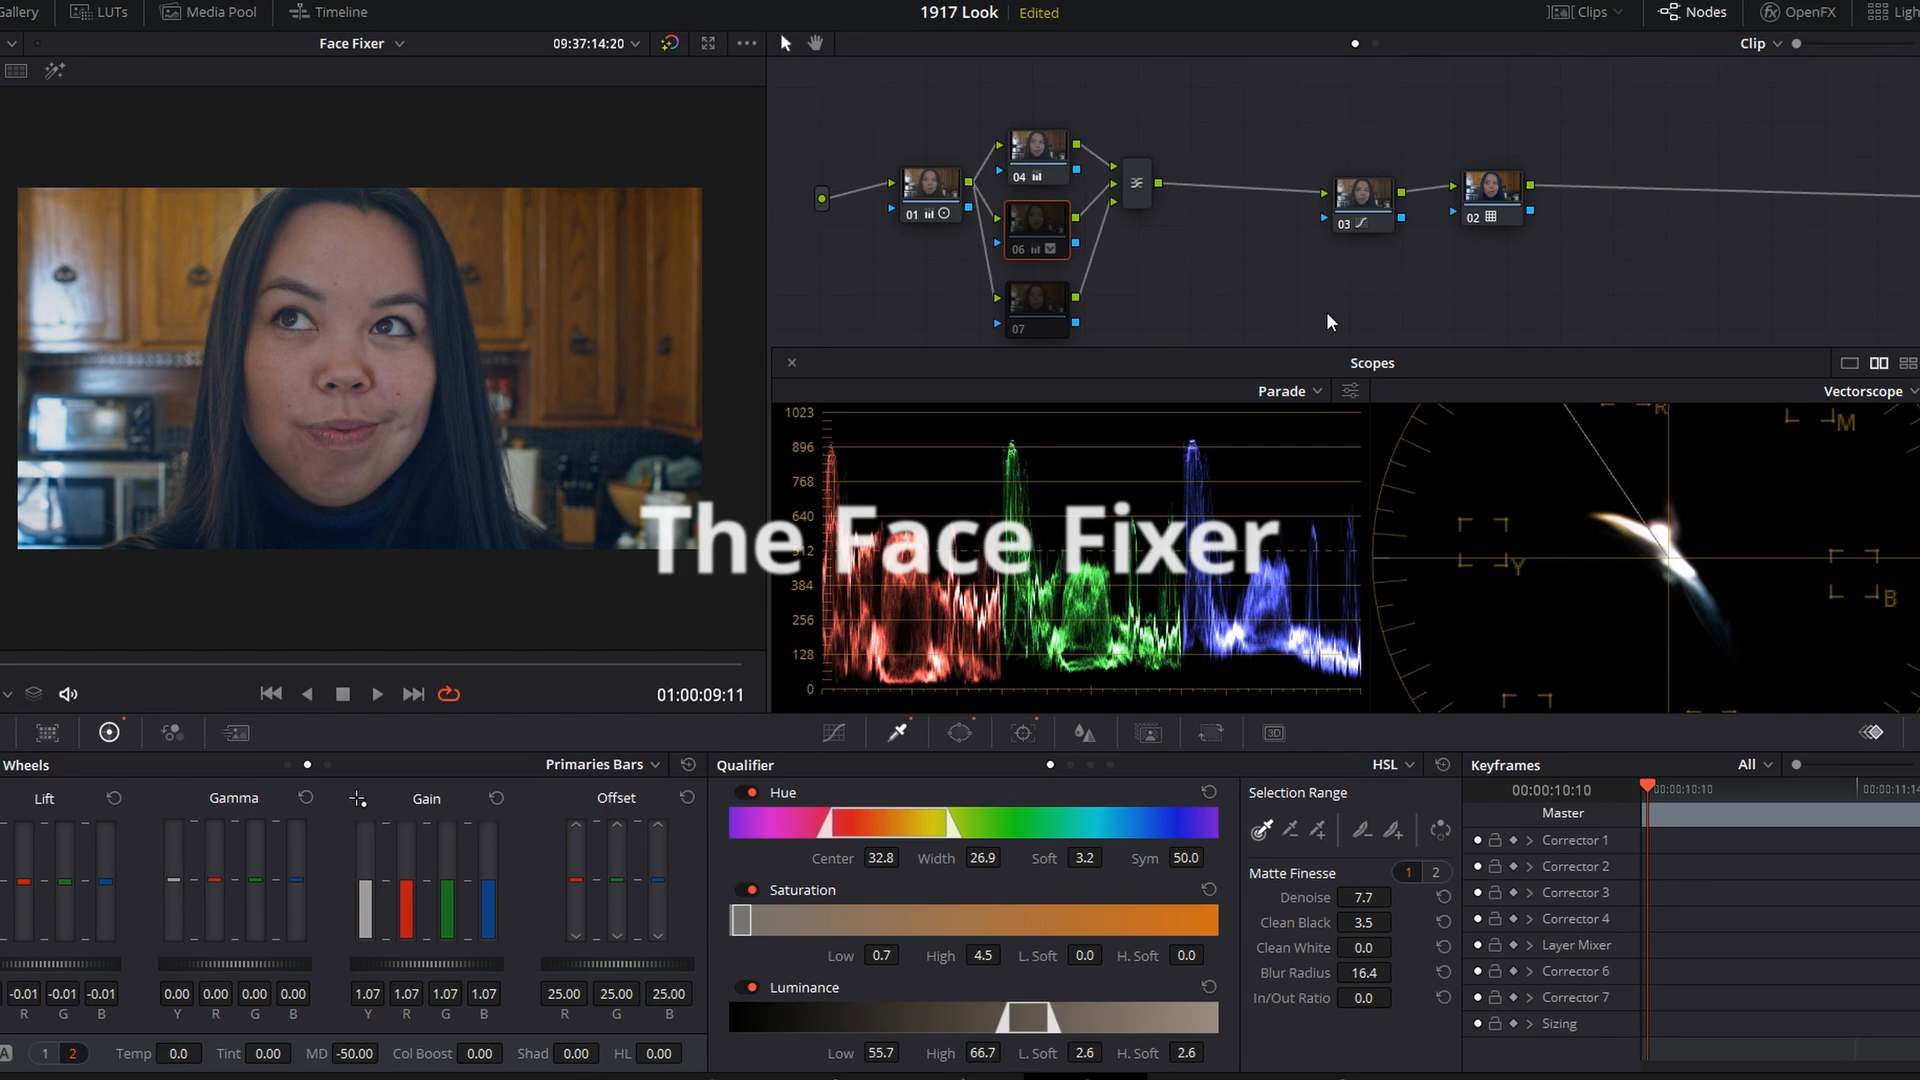 Gallery LUTs Media Pool Timeline 1917 Look Edited Clips Nodes OpenFX
Face Fixer 09:37:14:20 Clip
01 04 06 07 03 02
Scopes
Parade Vectorscope
1023
896
768
640
512
384
256
128
0
R
M
Y
B
The Face Fixer
01:00:09:11
3D
Wheels Primaries Bars
Lift Gamma Gain Offset
-0.01 -0.01 -0.01 0.00 0.00 0.00 0.00 1.07 1.07 1.07 1.07 25.00 25.00 25.00
R G B Y R G B Y R G B R G B
A 1 2 Temp 0.0 Tint 0.00 MD -50.00 Col Boost 0.00 Shad 0.00 HL 0.00
Qualifier HSL
Hue
Center 32.8 Width 26.9 Soft 3.2 Sym 50.0
Saturation
Low 0.7 High 4.5 L. Soft 0.0 H. Soft 0.0
Luminance
Low 55.7 High 66.7 L. Soft 2.6 H. Soft 2.6
Selection Range
Matte Finesse 1 2
Denoise 7.7
Clean Black 3.5
Clean White 0.0
Blur Radius 16.4
In/Out Ratio 0.0
Keyframes All
00:00:10:10 00:00:10:10
Master
Corrector 1
Corrector 2
Corrector 3
Corrector 4
Layer Mixer
Corrector 6
Corrector 7
Sizing